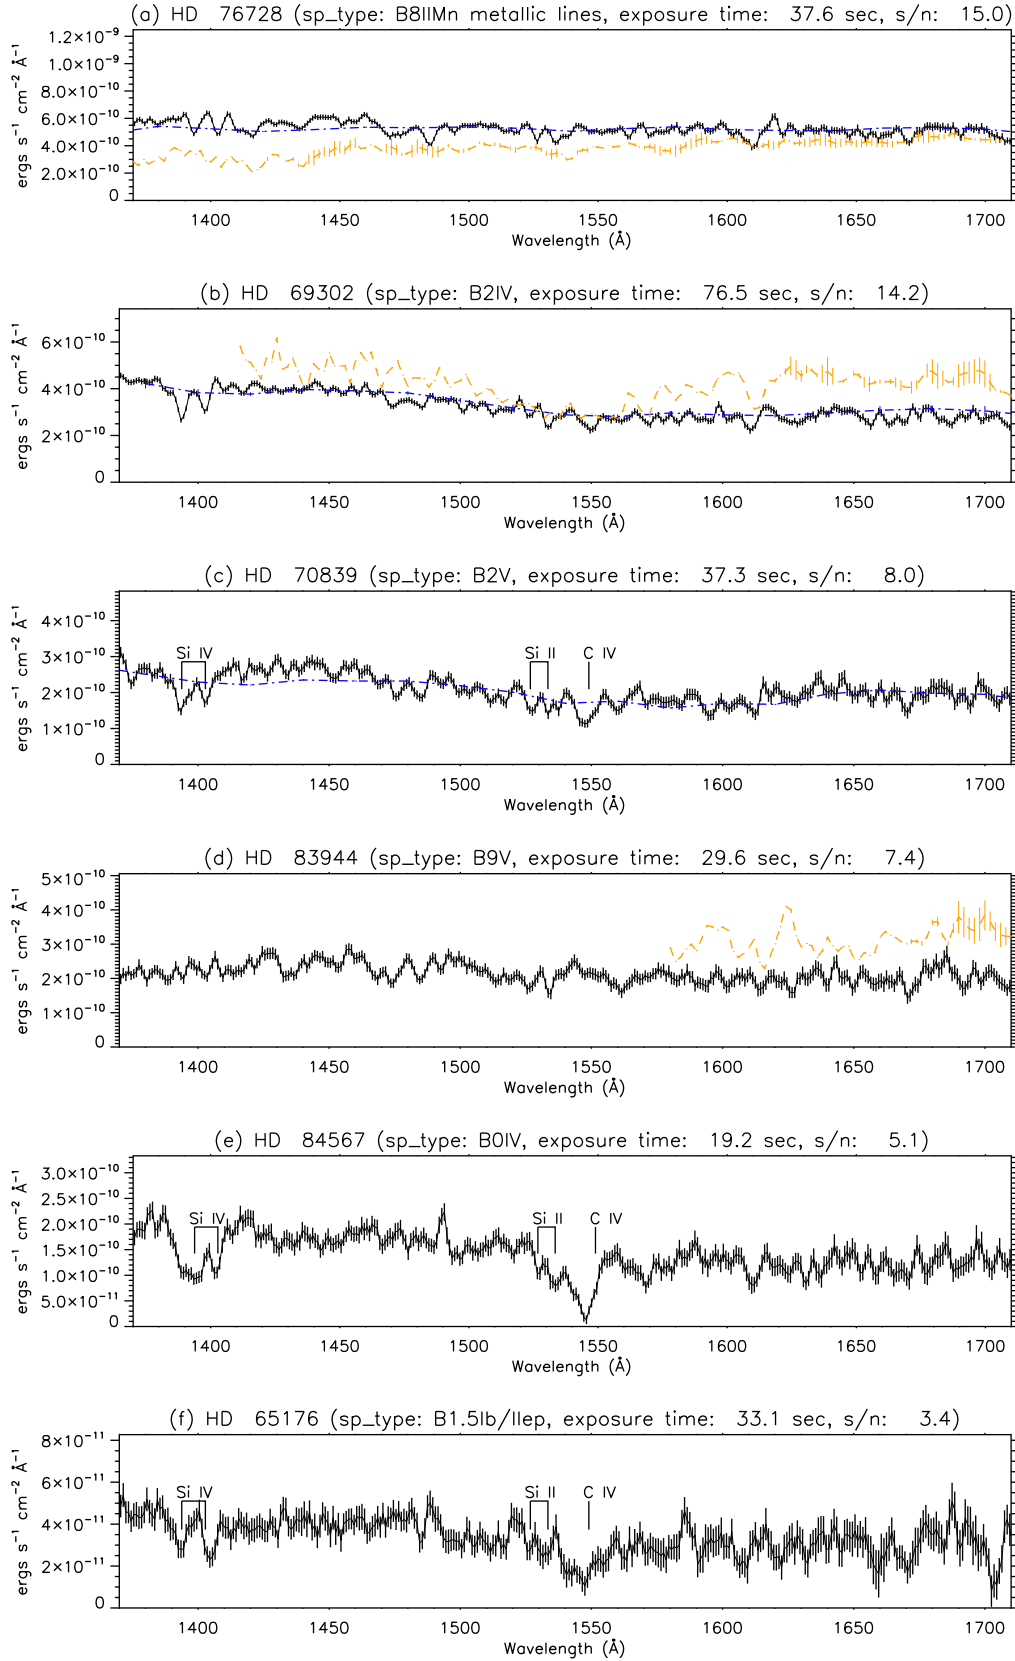 (a) HD 76728 (sp_type: B8IIMn metallic lines, exposure time: 37.6 sec, s/n: 15.0)
1.2×10⁻⁹
1.0×10⁻⁹
8.0×10⁻¹⁰
6.0×10⁻¹⁰
4.0×10⁻¹⁰
2.0×10⁻¹⁰
0
ergs s⁻¹ cm⁻² Å⁻¹
1400 1450 1500 1550 1600 1650 1700
Wavelength (Å)
(b) HD 69302 (sp_type: B2IV, exposure time: 76.5 sec, s/n: 14.2)
6×10⁻¹⁰
4×10⁻¹⁰
2×10⁻¹⁰
0
ergs s⁻¹ cm⁻² Å⁻¹
1400 1450 1500 1550 1600 1650 1700
Wavelength (Å)
(c) HD 70839 (sp_type: B2V, exposure time: 37.3 sec, s/n: 8.0)
4×10⁻¹⁰
3×10⁻¹⁰
2×10⁻¹⁰
1×10⁻¹⁰
0
ergs s⁻¹ cm⁻² Å⁻¹
Si IV Si II C IV
1400 1450 1500 1550 1600 1650 1700
Wavelength (Å)
(d) HD 83944 (sp_type: B9V, exposure time: 29.6 sec, s/n: 7.4)
5×10⁻¹⁰
4×10⁻¹⁰
3×10⁻¹⁰
2×10⁻¹⁰
1×10⁻¹⁰
0
ergs s⁻¹ cm⁻² Å⁻¹
1400 1450 1500 1550 1600 1650 1700
Wavelength (Å)
(e) HD 84567 (sp_type: B0IV, exposure time: 19.2 sec, s/n: 5.1)
3.0×10⁻¹⁰
2.5×10⁻¹⁰
2.0×10⁻¹⁰
1.5×10⁻¹⁰
1.0×10⁻¹⁰
5.0×10⁻¹¹
0
ergs s⁻¹ cm⁻² Å⁻¹
Si IV Si II C IV
1400 1450 1500 1550 1600 1650 1700
Wavelength (Å)
(f) HD 65176 (sp_type: B1.5Ib/IIep, exposure time: 33.1 sec, s/n: 3.4)
8×10⁻¹¹
6×10⁻¹¹
4×10⁻¹¹
2×10⁻¹¹
0
ergs s⁻¹ cm⁻² Å⁻¹
Si IV Si II C IV
1400 1450 1500 1550 1600 1650 1700
Wavelength (Å)